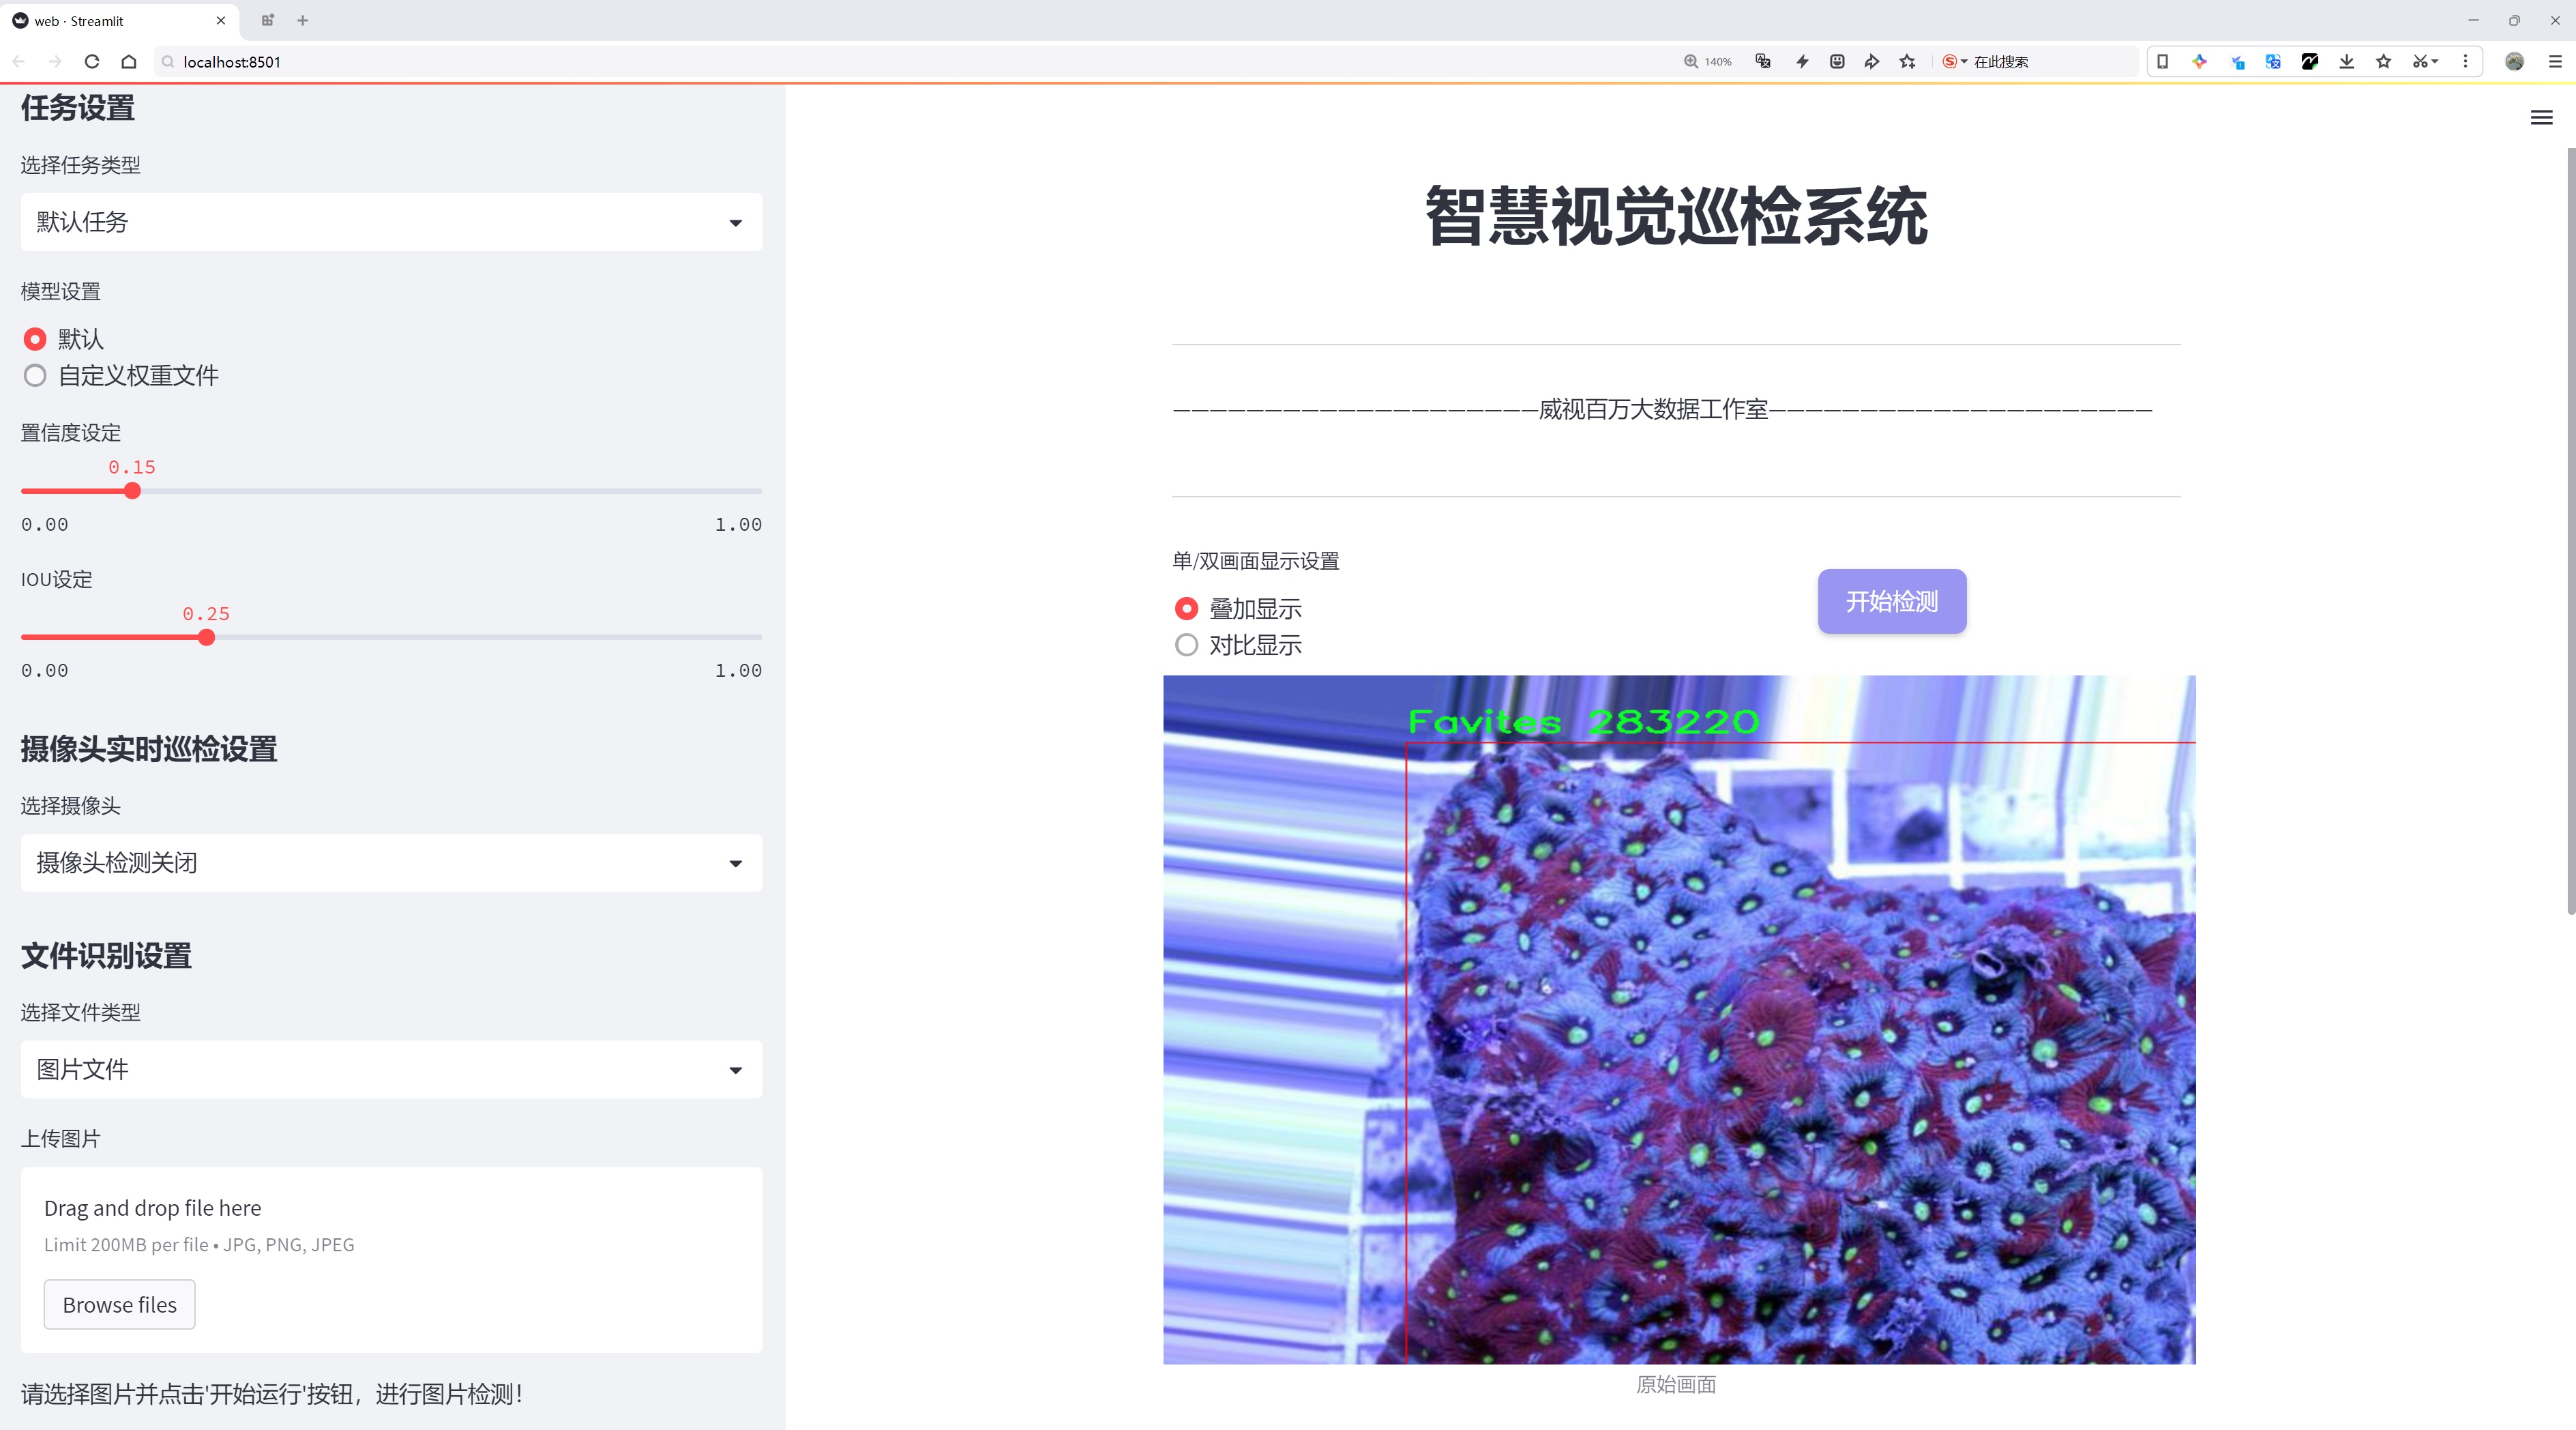 web · Streamlit
localhost:8501
140%
在此搜索
任务设置
选择任务类型
默认任务
模型设置
默认
自定义权重文件
置信度设定
0.15
0.00
1.00
IOU设定
0.25
0.00
1.00
摄像头实时巡检设置
选择摄像头
摄像头检测关闭
文件识别设置
选择文件类型
图片文件
上传图片
Drag and drop file here
Limit 200MB per file • JPG, PNG, JPEG
Browse files
请选择图片并点击'开始运行'按钮，进行图片检测！
智慧视觉巡检系统
————————————————————威视百万大数据工作室—————————————————————
单/双画面显示设置
叠加显示
对比显示
开始检测
Favites 283220
原始画面